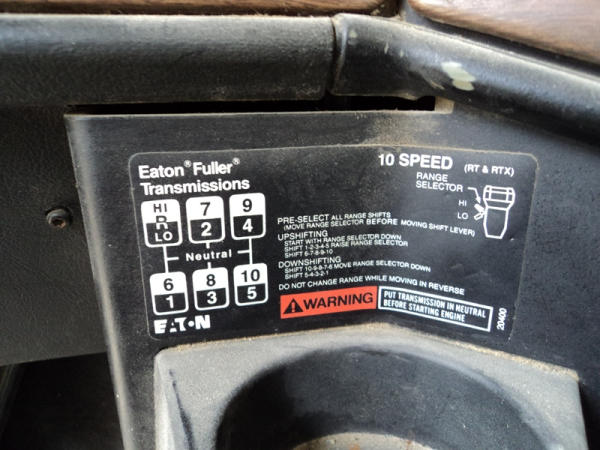 Eaton® Fuller®
Transmissions
10 SPEED (RT & RTX)
RANGE
SELECTOR
HI
LO
HI 7 9
R 2 4
LO
Neutral
6 8 10
1 3 5
PRE-SELECT ALL RANGE SHIFTS
(MOVE RANGE SELECTOR BEFORE MOVING SHIFT LEVER)
UPSHIFTING
START WITH RANGE SELECTOR DOWN
SHIFT 1-2-3-4-5 RAISE RANGE SELECTOR
SHIFT 6-7-8-9-10
DOWNSHIFTING
SHIFT 10-9-8-7-6 MOVE RANGE SELECTOR DOWN
SHIFT 5-4-3-2-1
DO NOT CHANGE RANGE WHILE MOVING IN REVERSE
WARNING
PUT TRANSMISSION IN NEUTRAL
BEFORE STARTING ENGINE
EATON
20400